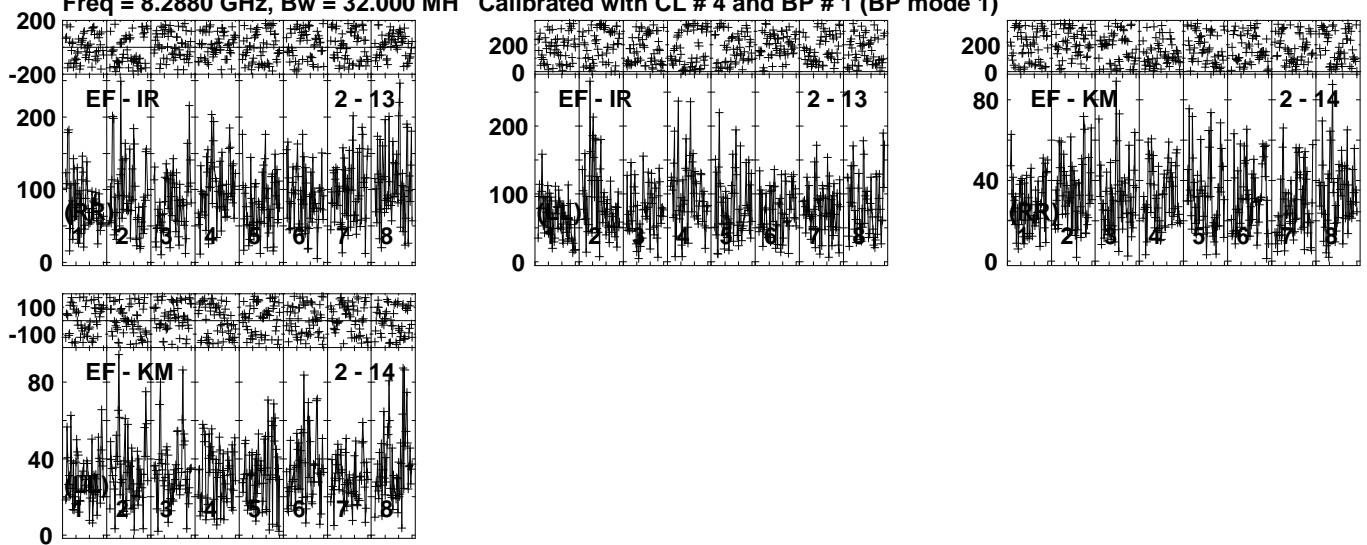 Freq = 8.2880 GHz, Bw = 32.000 MH Calibrated with CL # 4 and BP # 1 (BP mode 1)
200
-200
EF - IR 2 - 13
200
100
0
(RR)
1 2 3 4 5 6 7 8
200
0
EF - IR 2 - 13
200
100
0
(LL)
1 2 3 4 5 6 7 8
200
0
EF - KM 2 - 14
80
40
0
(RR)
1 2 3 4 5 6 7 8
100
-100
EF - KM 2 - 14
80
40
0
(LL)
1 2 3 4 5 6 7 8